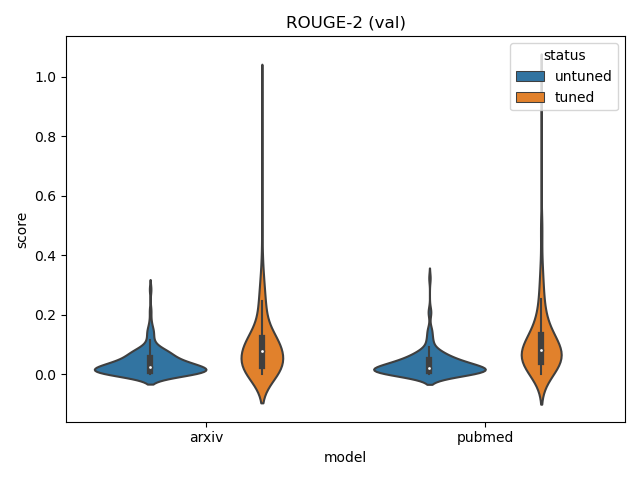 ROUGE-2 (val)
status
untuned
tuned
1.0
0.8
0.6
0.4
0.2
0.0
score
arxiv
pubmed
model